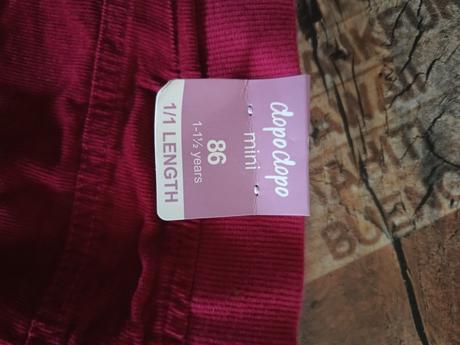 dopodopo
mini
86
1-1½ years
1/1 LENGTH